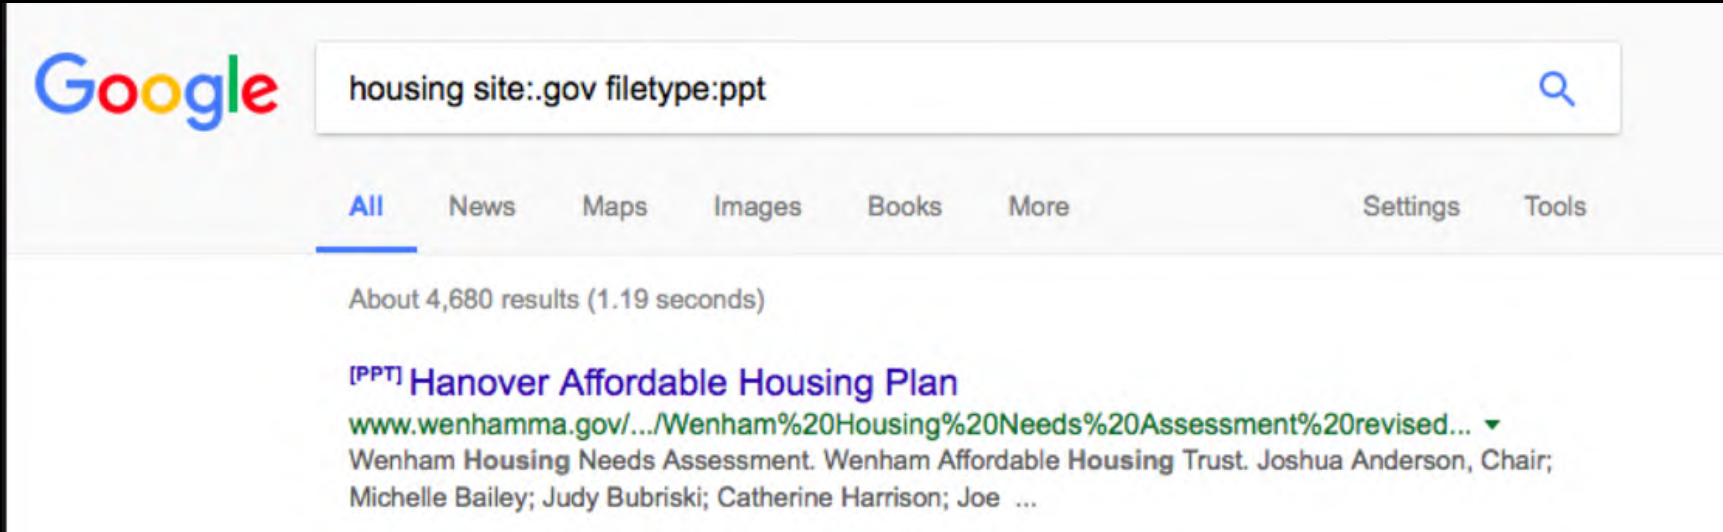 Google
housing site:.gov filetype:ppt
All News Maps Images Books More Settings Tools
About 4,680 results (1.19 seconds)
[PPT] Hanover Affordable Housing Plan
www.wenhamma.gov/.../Wenham%20Housing%20Needs%20Assessment%20revised...
Wenham Housing Needs Assessment. Wenham Affordable Housing Trust. Joshua Anderson, Chair;
Michelle Bailey; Judy Bubriski; Catherine Harrison; Joe ...